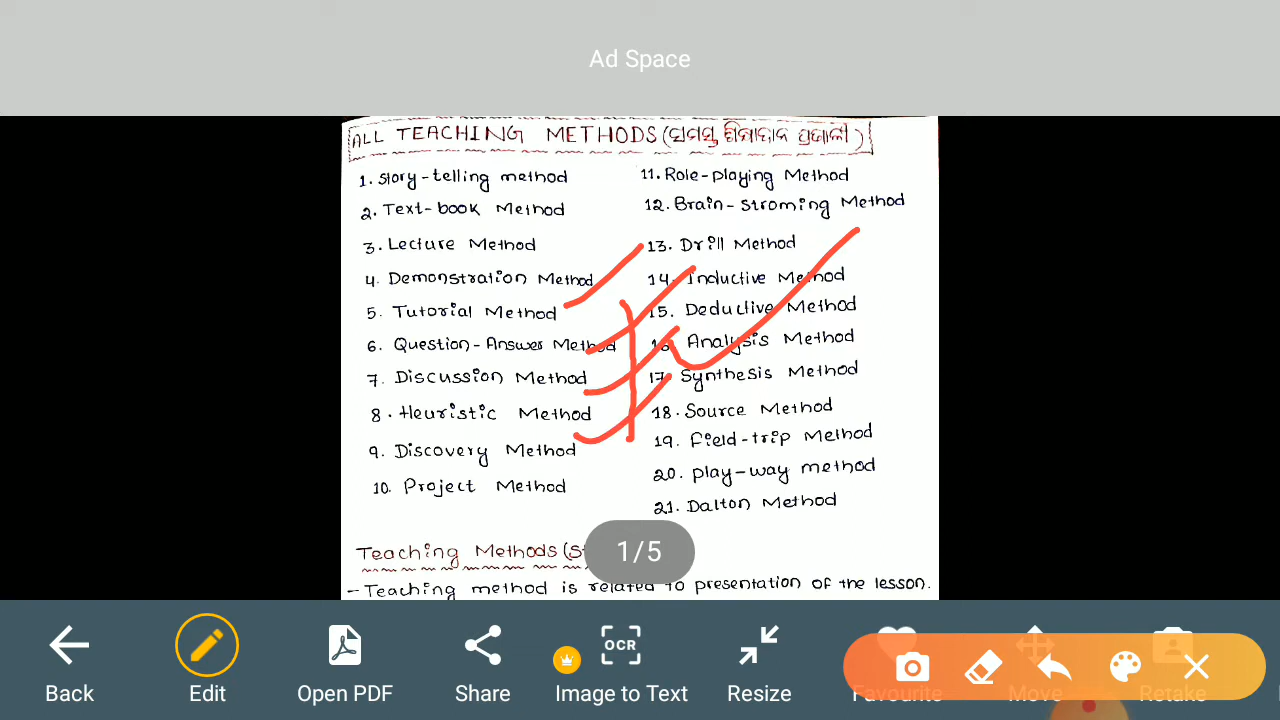 Ad Space
ALL TEACHING METHODS (ସମସ୍ତ ଶିକ୍ଷାଦାନ ପ୍ରଣାଳୀ)
1. Story-telling method
2. Text-book Method
3. Lecture Method
4. Demonstration Method
5. Tutorial Method
6. Question-Answer Method
7. Discussion Method
8. Heuristic Method
9. Discovery Method
10. Project Method
11. Role-playing Method
12. Brain-stroming Method
13. Drill Method
14. Inductive Method
15. Deductive Method
16. Analysis Method
17. Synthesis Method
18. Source Method
19. Field-trip Method
20. Play-way method
21. Dalton Method
Teaching Methods (
1/5
- Teaching method is related to presentation of the lesson.
Back
Edit
Open PDF
Share
OCR
Image to Text
Resize
Favourite
Move
Retake